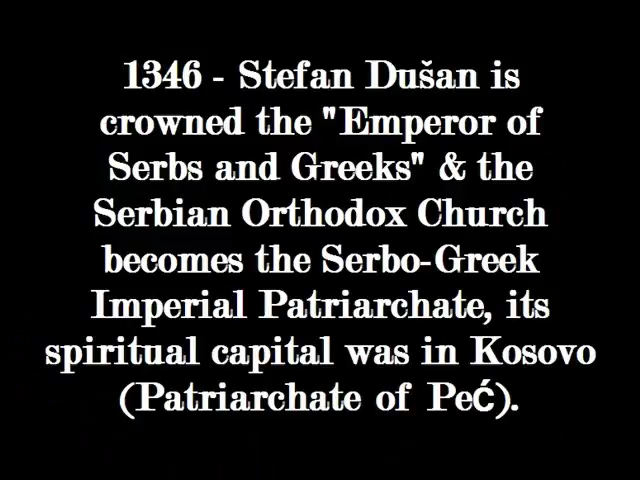 1346 - Stefan Dušan is
crowned the "Emperor of
Serbs and Greeks" & the
Serbian Orthodox Church
becomes the Serbo-Greek
Imperial Patriarchate, its
spiritual capital was in Kosovo
(Patriarchate of Peć).